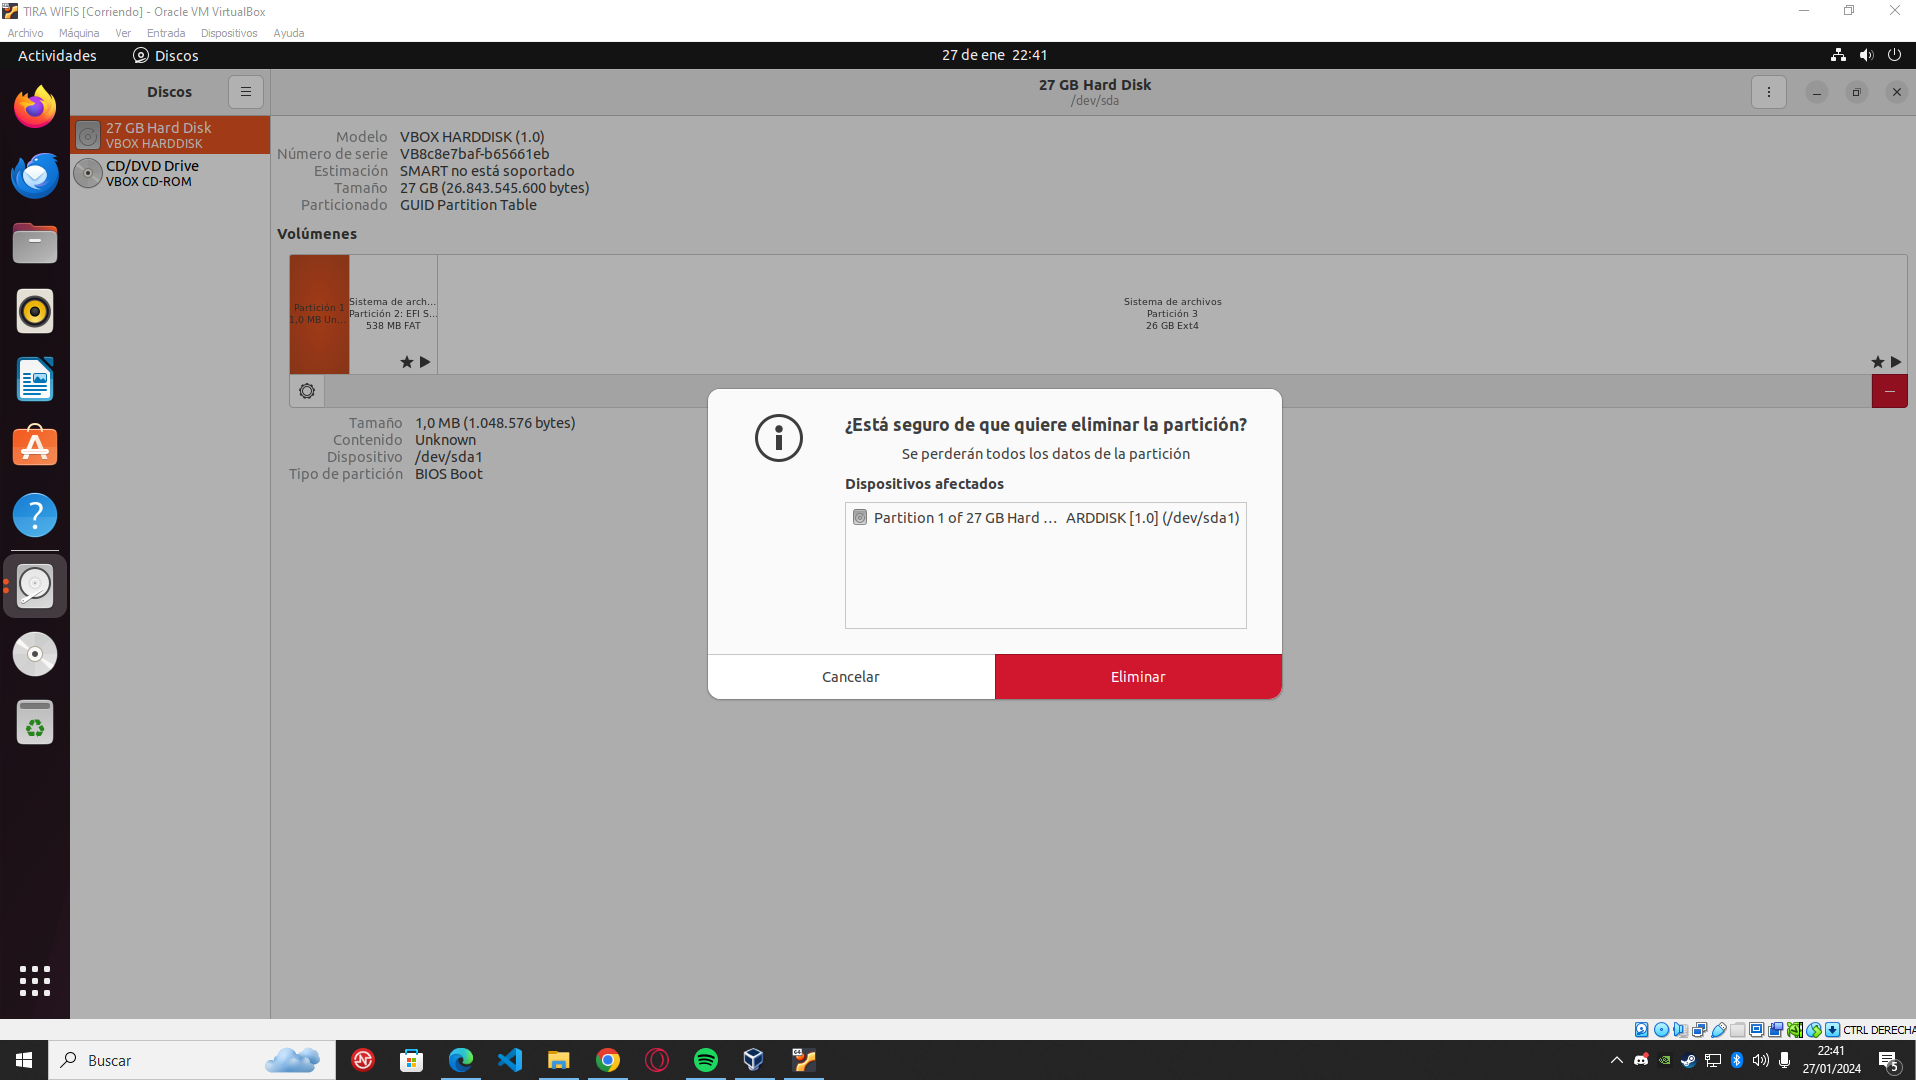 TIRA WIFIS [Corriendo] - Oracle VM VirtualBox
Archivo Máquina Ver Entrada Dispositivos Ayuda
Actividades Discos 27 de ene 22:41
Discos
27 GB Hard Disk
/dev/sda
27 GB Hard Disk
VBOX HARDDISK
CD/DVD Drive
VBOX CD-ROM
Modelo VBOX HARDDISK (1.0)
Número de serie VB8c8e7baf-b65661eb
Estimación SMART no está soportado
Tamaño 27 GB (26.843.545.600 bytes)
Particionado GUID Partition Table
Volúmenes
Partición 1
1,0 MB Un...
Sistema de arch...
Partición 2: EFI S...
538 MB FAT
Sistema de archivos
Partición 3
26 GB Ext4
Tamaño 1,0 MB (1.048.576 bytes)
Contenido Unknown
Dispositivo /dev/sda1
Tipo de partición BIOS Boot
¿Está seguro de que quiere eliminar la partición?
Se perderán todos los datos de la partición
Dispositivos afectados
Partition 1 of 27 GB Hard … ARDDISK [1.0] (/dev/sda1)
Cancelar Eliminar
CTRL DERECHA
Buscar
22:41
27/01/2024
5